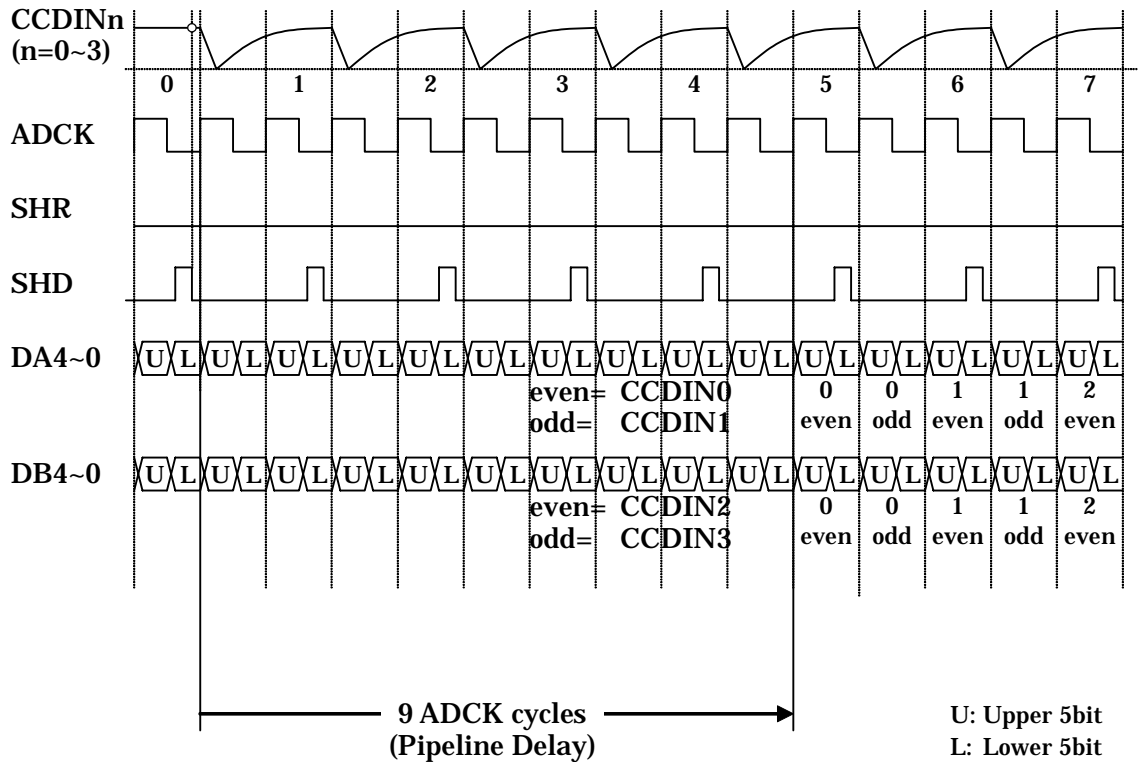 CCDINn
(n=0~3)
0 1 2 3 4 5 6 7
ADCK
SHR
SHD
DA4~0 U L U L U L U L U L U L U L U L U L U L U L U L U L U L U L
even= CCDIN0 0 0 1 1 2
odd= CCDIN1 even odd even odd even
DB4~0 U L U L U L U L U L U L U L U L U L U L U L U L U L U L U L
even= CCDIN2 0 0 1 1 2
odd= CCDIN3 even odd even odd even
9 ADCK cycles
(Pipeline Delay)
U: Upper 5bit
L: Lower 5bit